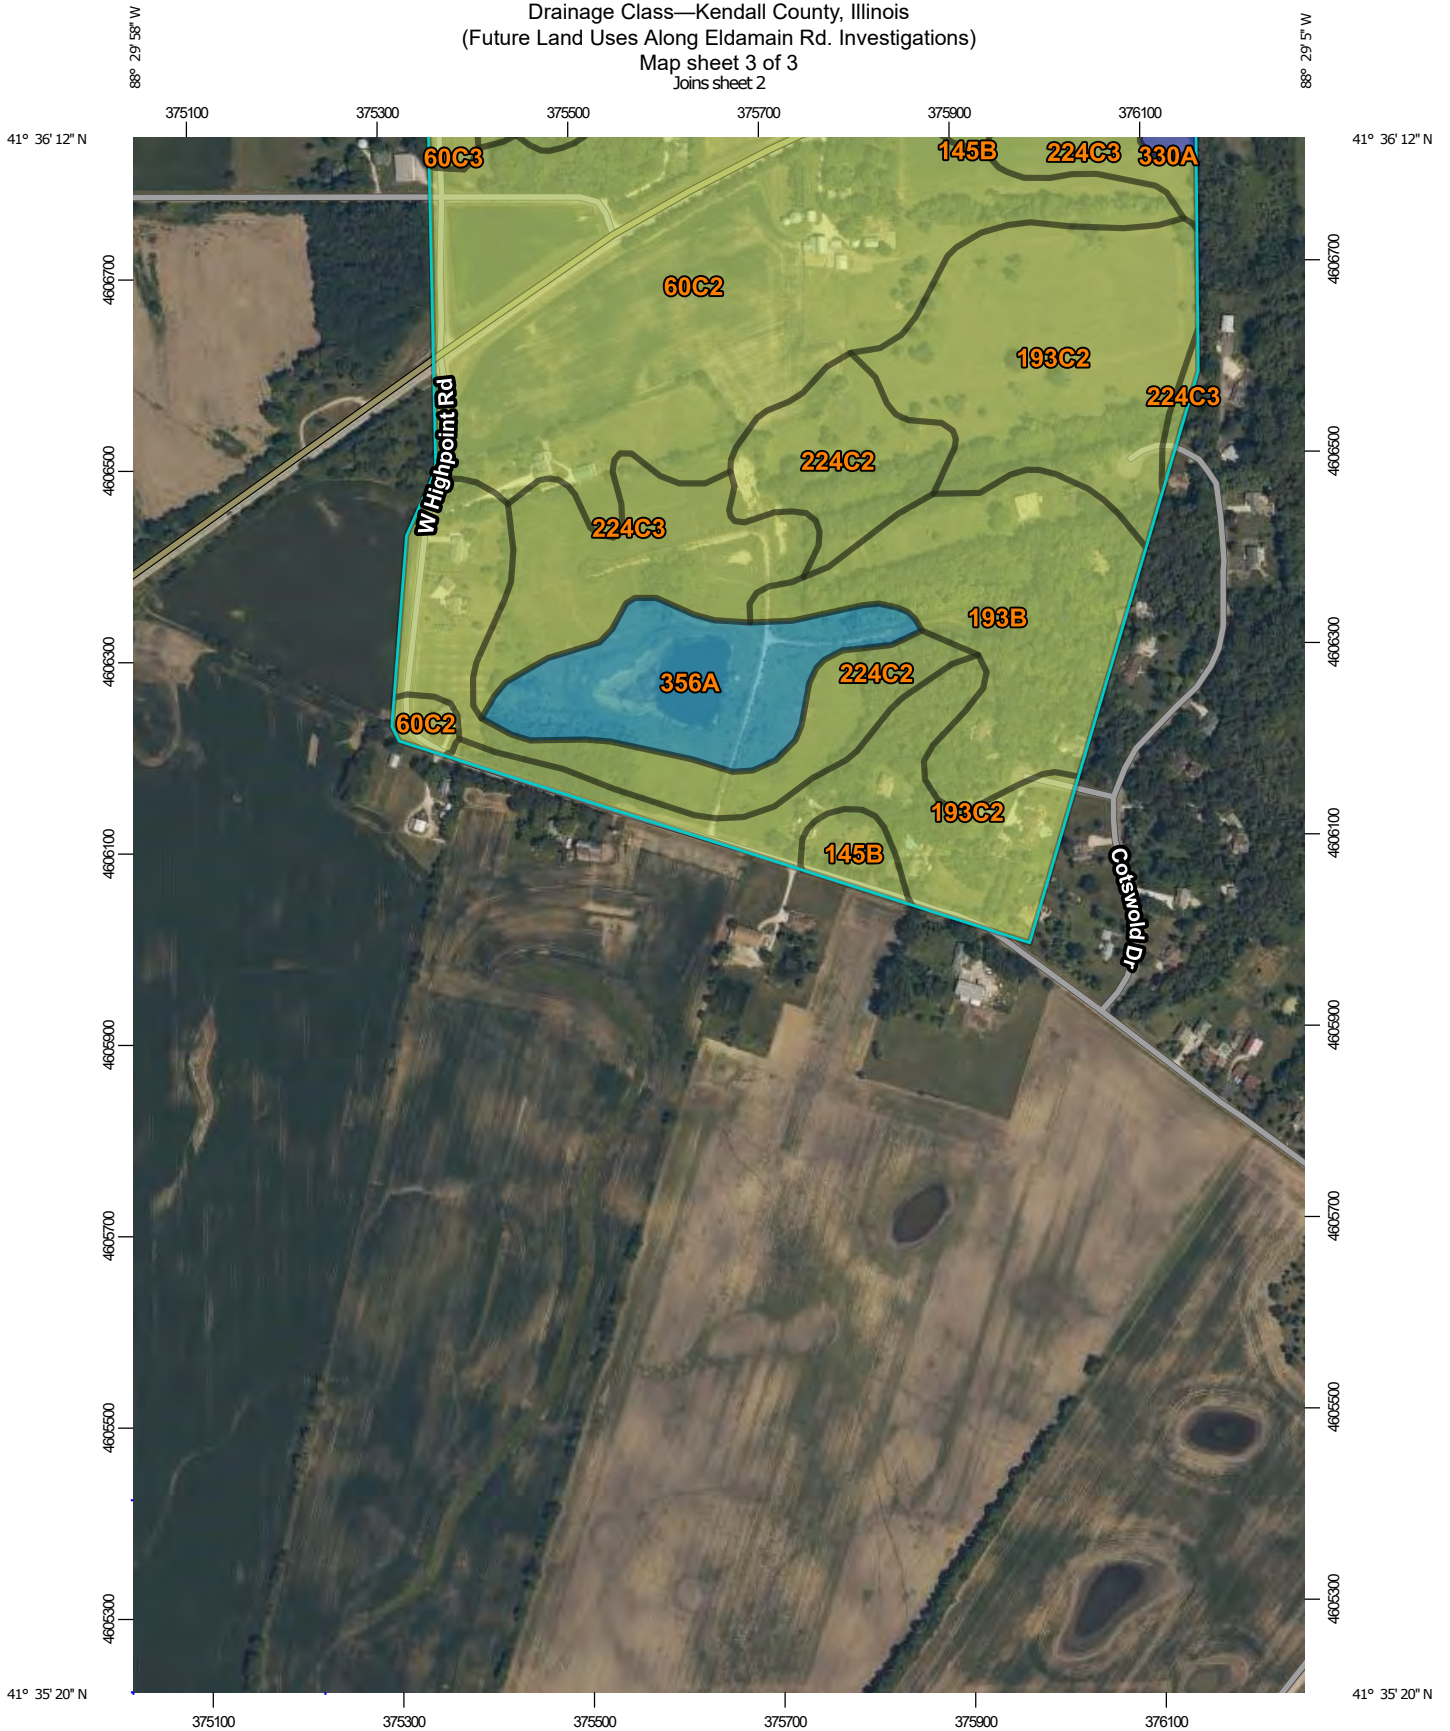 Drainage Class—Kendall County, Illinois
(Future Land Uses Along Eldamain Rd. Investigations)
Map sheet 3 of 3
Joins sheet 2
88° 29' 58" W
88° 29' 5" W
375100
375300
375500
375700
375900
376100
41° 36' 12" N
41° 36' 12" N
60C3
145B
224C3
330A
4606700
4606700
60C2
193C2
224C3
W Highpoint Rd
4606500
4606500
224C2
224C3
193B
4606300
4606300
224C2
356A
60C2
193C2
4606100
4606100
145B
Cotswold Dr
4605900
4605900
4605700
4605700
4605500
4605500
4605300
4605300
41° 35' 20" N
41° 35' 20" N
375100
375300
375500
375700
375900
376100